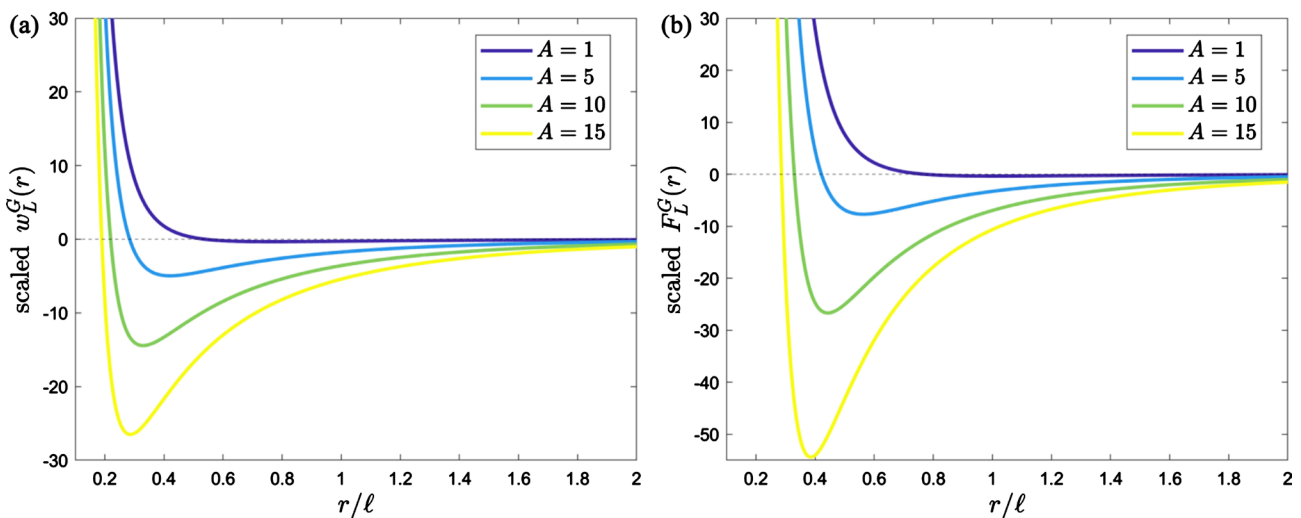 (a)
scaled w_L^G(r)
30
20
10
0
-10
-20
-30
0.2 0.4 0.6 0.8 1 1.2 1.4 1.6 1.8 2
r/ℓ
A = 1
A = 5
A = 10
A = 15
(b)
scaled F_L^G(r)
30
20
10
0
-10
-20
-30
-40
-50
0.2 0.4 0.6 0.8 1 1.2 1.4 1.6 1.8 2
r/ℓ
A = 1
A = 5
A = 10
A = 15